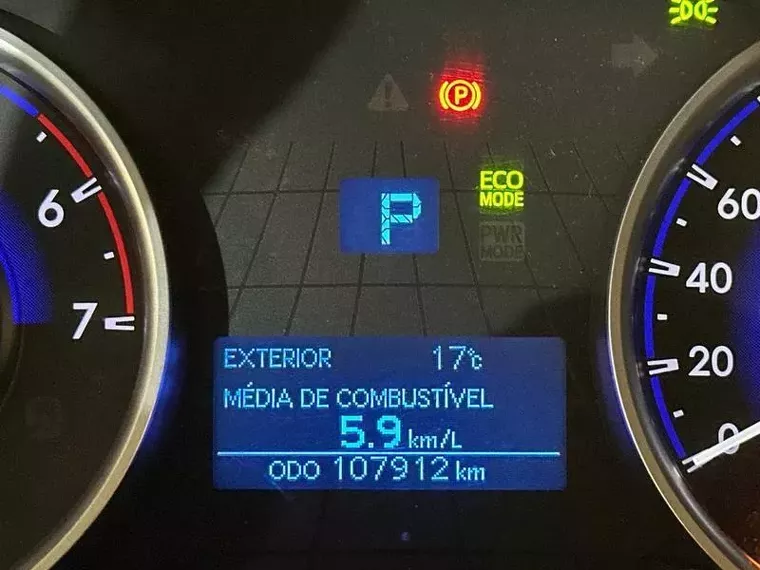 P
P
ECO
MODE
PWR
MODE
6
7
60
40
20
0
EXTERIOR 17°c
MÉDIA DE COMBUSTÍVEL
5.9 km/L
ODO 107912 km